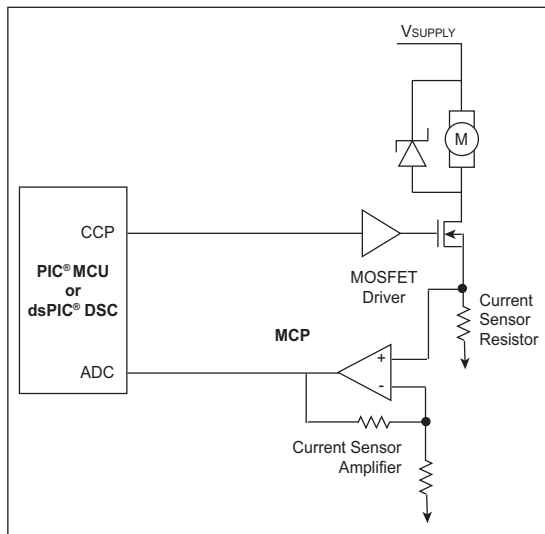 VSUPPLY
M
CCP
PIC® MCU
or
dsPIC® DSC
MOSFET
Driver
Current
Sensor
Resistor
MCP
ADC
+
-
Current Sensor
Amplifier